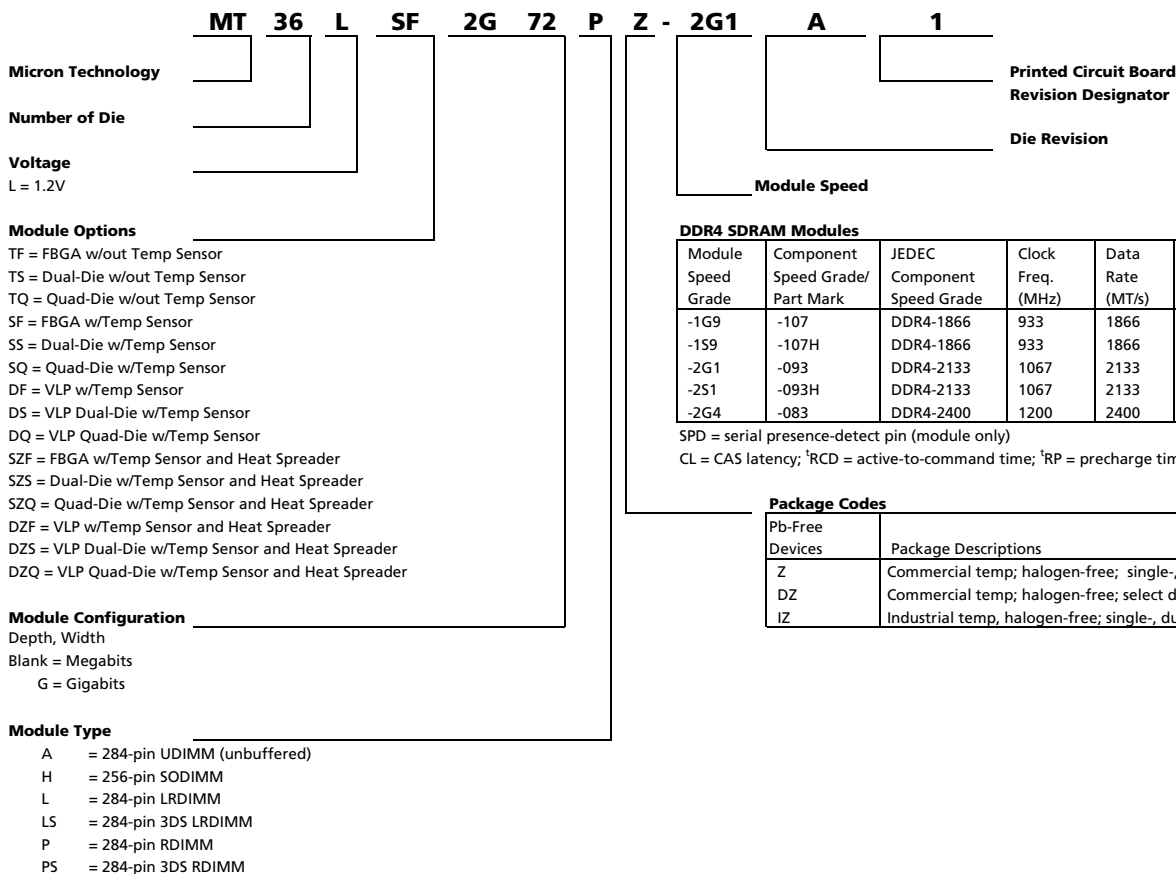 MT 36 L SF 2G 72 P Z - 2G1 A 1
Micron Technology
Number of Die
Voltage
L = 1.2V
Module Options
TF = FBGA w/out Temp Sensor
TS = Dual-Die w/out Temp Sensor
TQ = Quad-Die w/out Temp Sensor
SF = FBGA w/Temp Sensor
SS = Dual-Die w/Temp Sensor
SQ = Quad-Die w/Temp Sensor
DF = VLP w/Temp Sensor
DS = VLP Dual-Die w/Temp Sensor
DQ = VLP Quad-Die w/Temp Sensor
SZF = FBGA w/Temp Sensor and Heat Spreader
SZS = Dual-Die w/Temp Sensor and Heat Spreader
SZQ = Quad-Die w/Temp Sensor and Heat Spreader
DZF = VLP w/Temp Sensor and Heat Spreader
DZS = VLP Dual-Die w/Temp Sensor and Heat Spreader
DZQ = VLP Quad-Die w/Temp Sensor and Heat Spreader
Module Configuration
Depth, Width
Blank = Megabits
G = Gigabits
Module Type
A = 284-pin UDIMM (unbuffered)
H = 256-pin SODIMM
L = 284-pin LRDIMM
LS = 284-pin 3DS LRDIMM
P = 284-pin RDIMM
PS = 284-pin 3DS RDIMM
Printed Circuit Board
Revision Designator
Die Revision
Module Speed
DDR4 SDRAM Modules
Module Component JEDEC Clock Data
Speed Speed Grade/ Component Freq. Rate
Grade Part Mark Speed Grade (MHz) (MT/s)
-1G9 -107 DDR4-1866 933 1866
-1S9 -107H DDR4-1866 933 1866
-2G1 -093 DDR4-2133 1067 2133
-2S1 -093H DDR4-2133 1067 2133
-2G4 -083 DDR4-2400 1200 2400
SPD = serial presence-detect pin (module only)
CL = CAS latency; tRCD = active-to-command time; tRP = precharge
Package Codes
Pb-Free
Devices Package Descriptions
Z Commercial temp; halogen-free; single-,
DZ Commercial temp; halogen-free; select
IZ Industrial temp, halogen-free; single-,